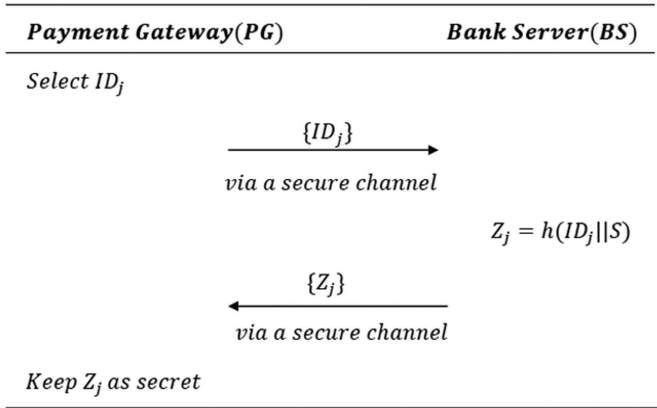 Payment Gateway(PG) Bank Server(BS)
Select ID_j
{ID_j}
via a secure channel
Z_j = h(ID_j||S)
{Z_j}
via a secure channel
Keep Z_j as secret